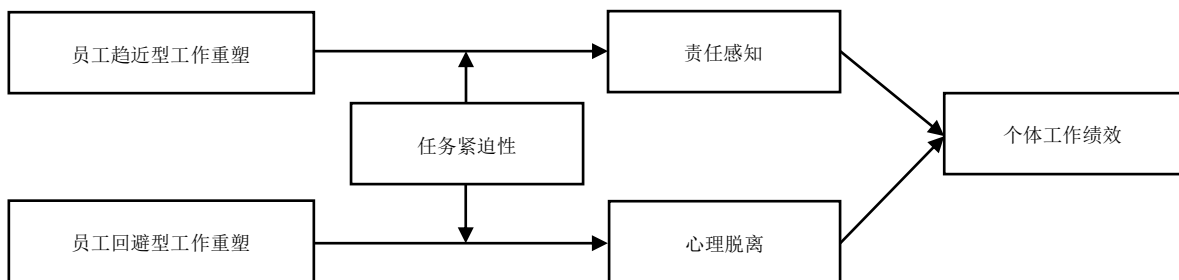 员工趋近型工作重塑
责任感知
任务紧迫性
个体工作绩效
员工回避型工作重塑
心理脱离